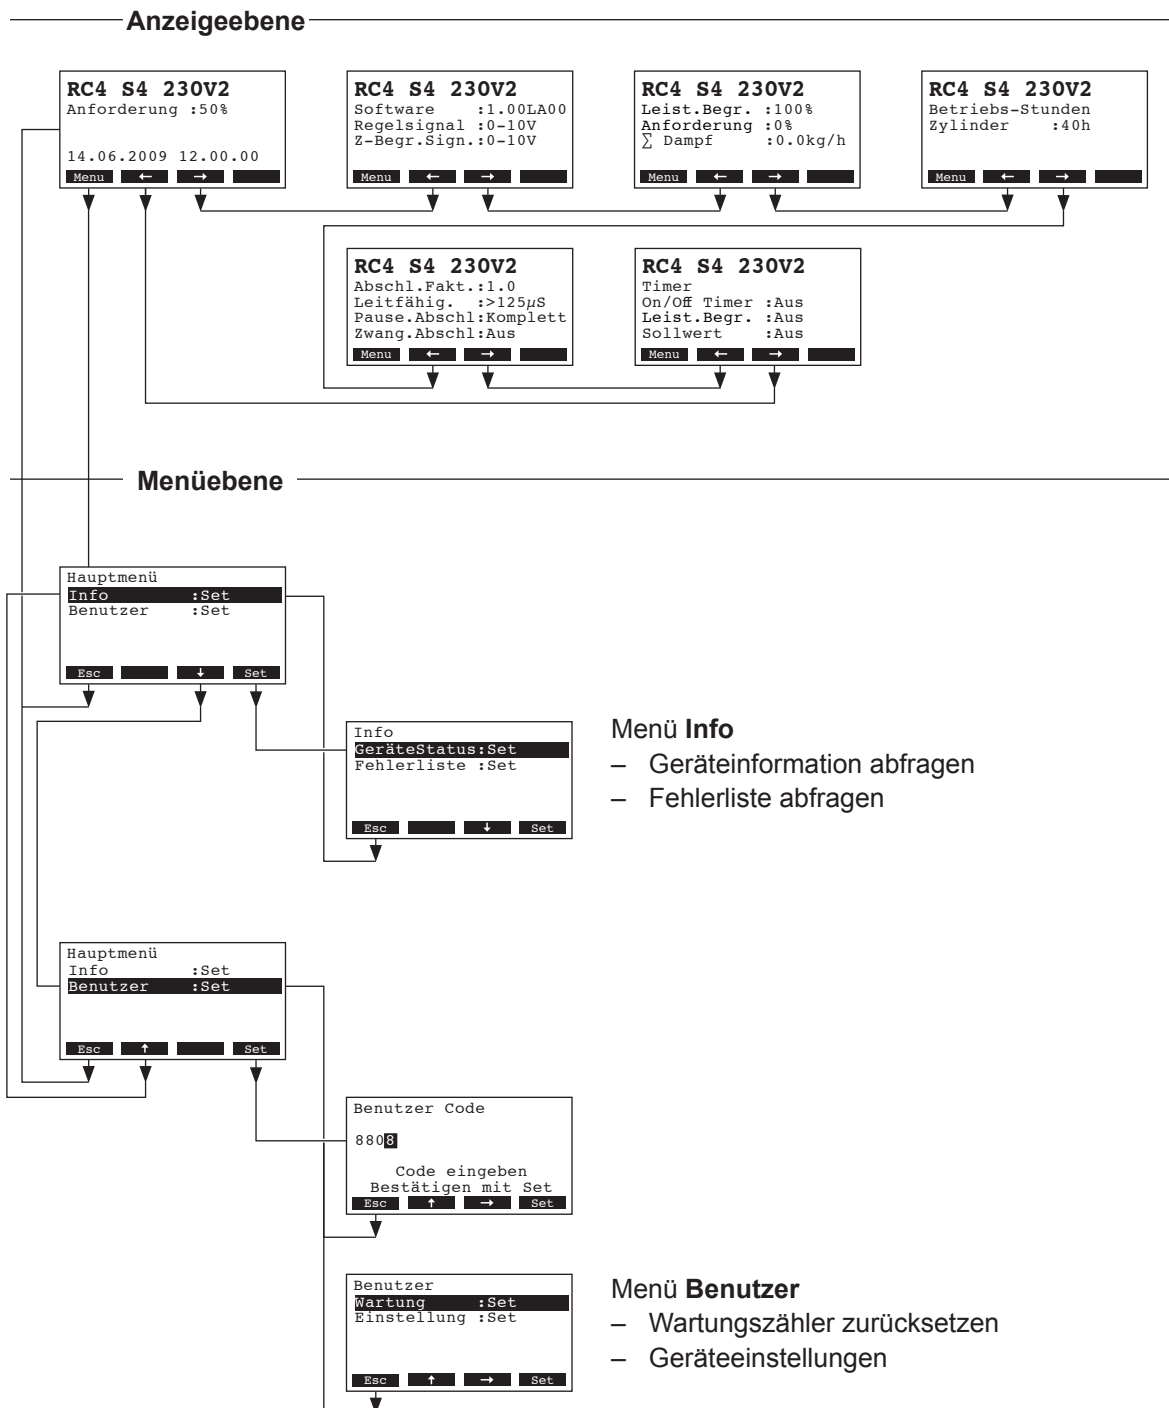 Anzeigeebene
RC4 S4 230V2
Anforderung :50%
14.06.2009 12.00.00
Menu ← →
RC4 S4 230V2
Software :1.00LA00
Regelsignal :0-10V
Z-Begr.Sign.:0-10V
Menu ← →
RC4 S4 230V2
Leist.Begr. :100%
Anforderung :0%
∑ Dampf :0.0kg/h
Menu ← →
RC4 S4 230V2
Betriebs-Stunden
Zylinder :40h
Menu ← →
RC4 S4 230V2
Abschl.Fakt.:1.0
Leitfähig. :>125µS
Pause.Abschl:Komplett
Zwang.Abschl:Aus
Menu ← →
RC4 S4 230V2
Timer
On/Off Timer :Aus
Leist.Begr. :Aus
Sollwert :Aus
Menu ← →
Menüebene
Hauptmenü
Info :Set
Benutzer :Set
Esc ↓ Set
Info
GeräteStatus:Set
Fehlerliste :Set
Esc ↓ Set
Menü Info
– Geräteinformation abfragen
– Fehlerliste abfragen
Hauptmenü
Info :Set
Benutzer :Set
Esc ↑ Set
Benutzer Code
8808
Code eingeben
Bestätigen mit Set
Esc ↑ → Set
Benutzer
Wartung :Set
Einstellung :Set
Esc ↑ → Set
Menü Benutzer
– Wartungszähler zurücksetzen
– Geräteeinstellungen